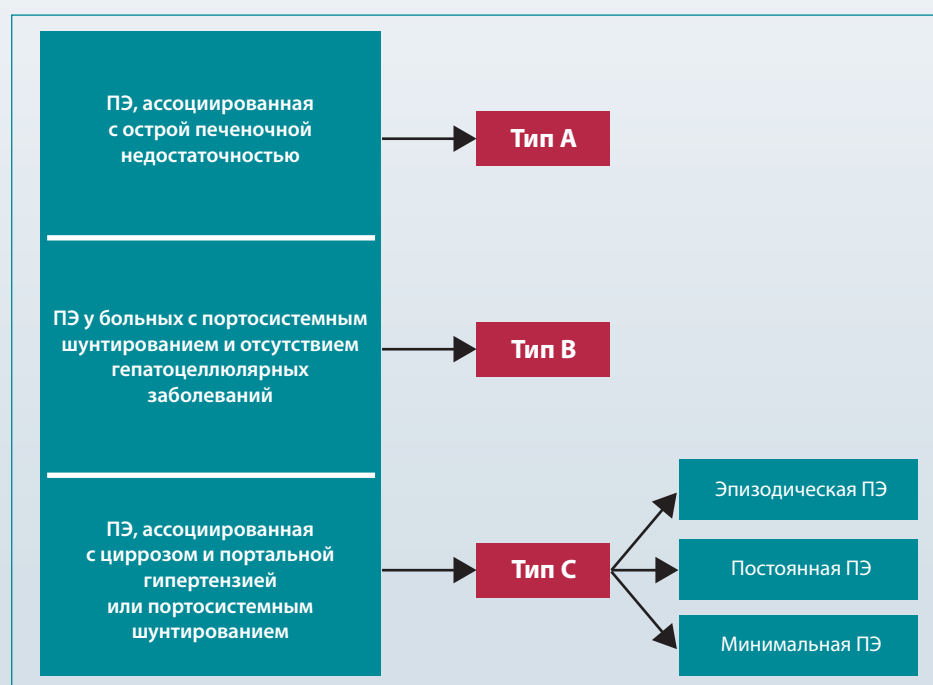 ПЭ, ассоциированная
с острой печеночной
недостаточностью
Тип A
ПЭ у больных с портосистемным
шунтированием и отсутствием
гепатоцеллюлярных
заболеваний
Тип B
ПЭ, ассоциированная
с циррозом и портальной
гипертензией
или портосистемным
шунтированием
Тип C
Эпизодическая ПЭ
Постоянная ПЭ
Минимальная ПЭ